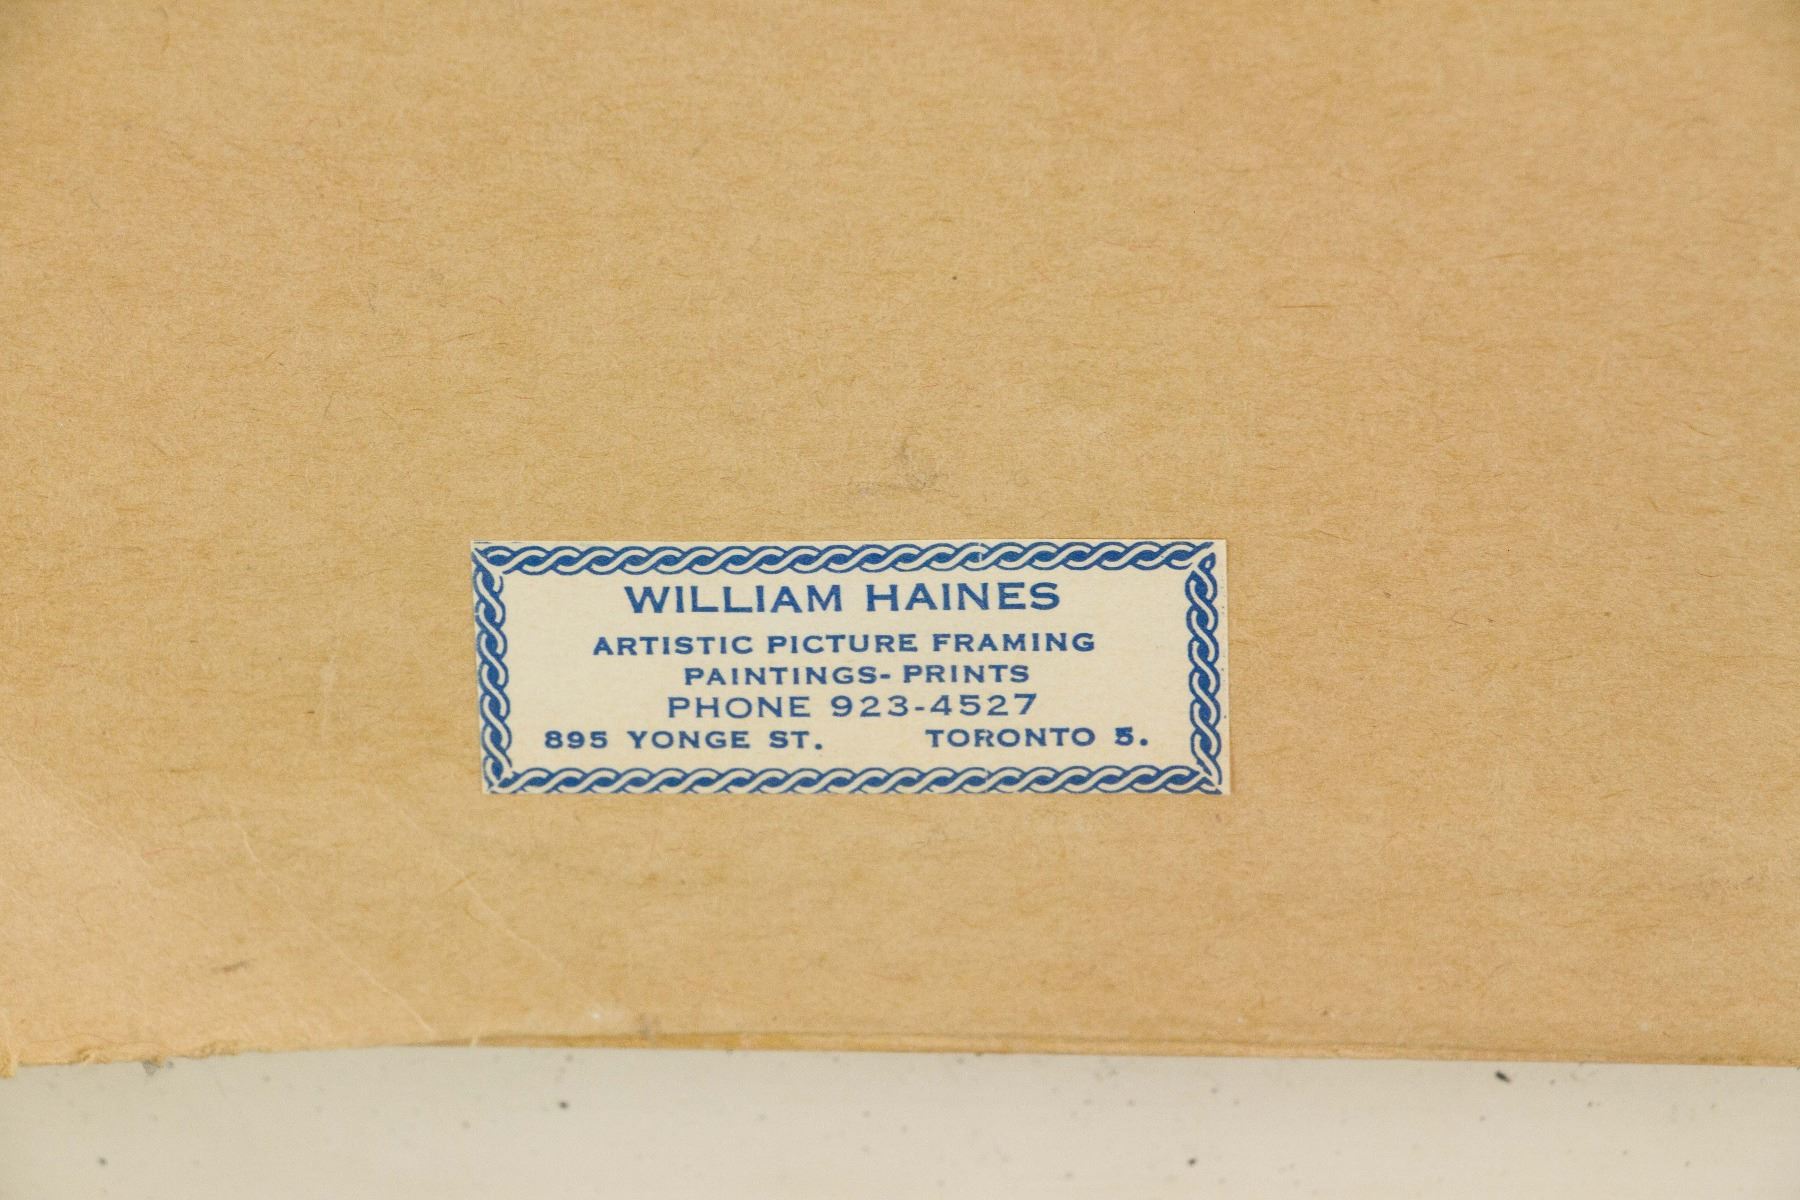 WILLIAM HAINES
ARTISTIC PICTURE FRAMING
PAINTINGS- PRINTS
PHONE 923-4527
895 YONGE ST. TORONTO 5.